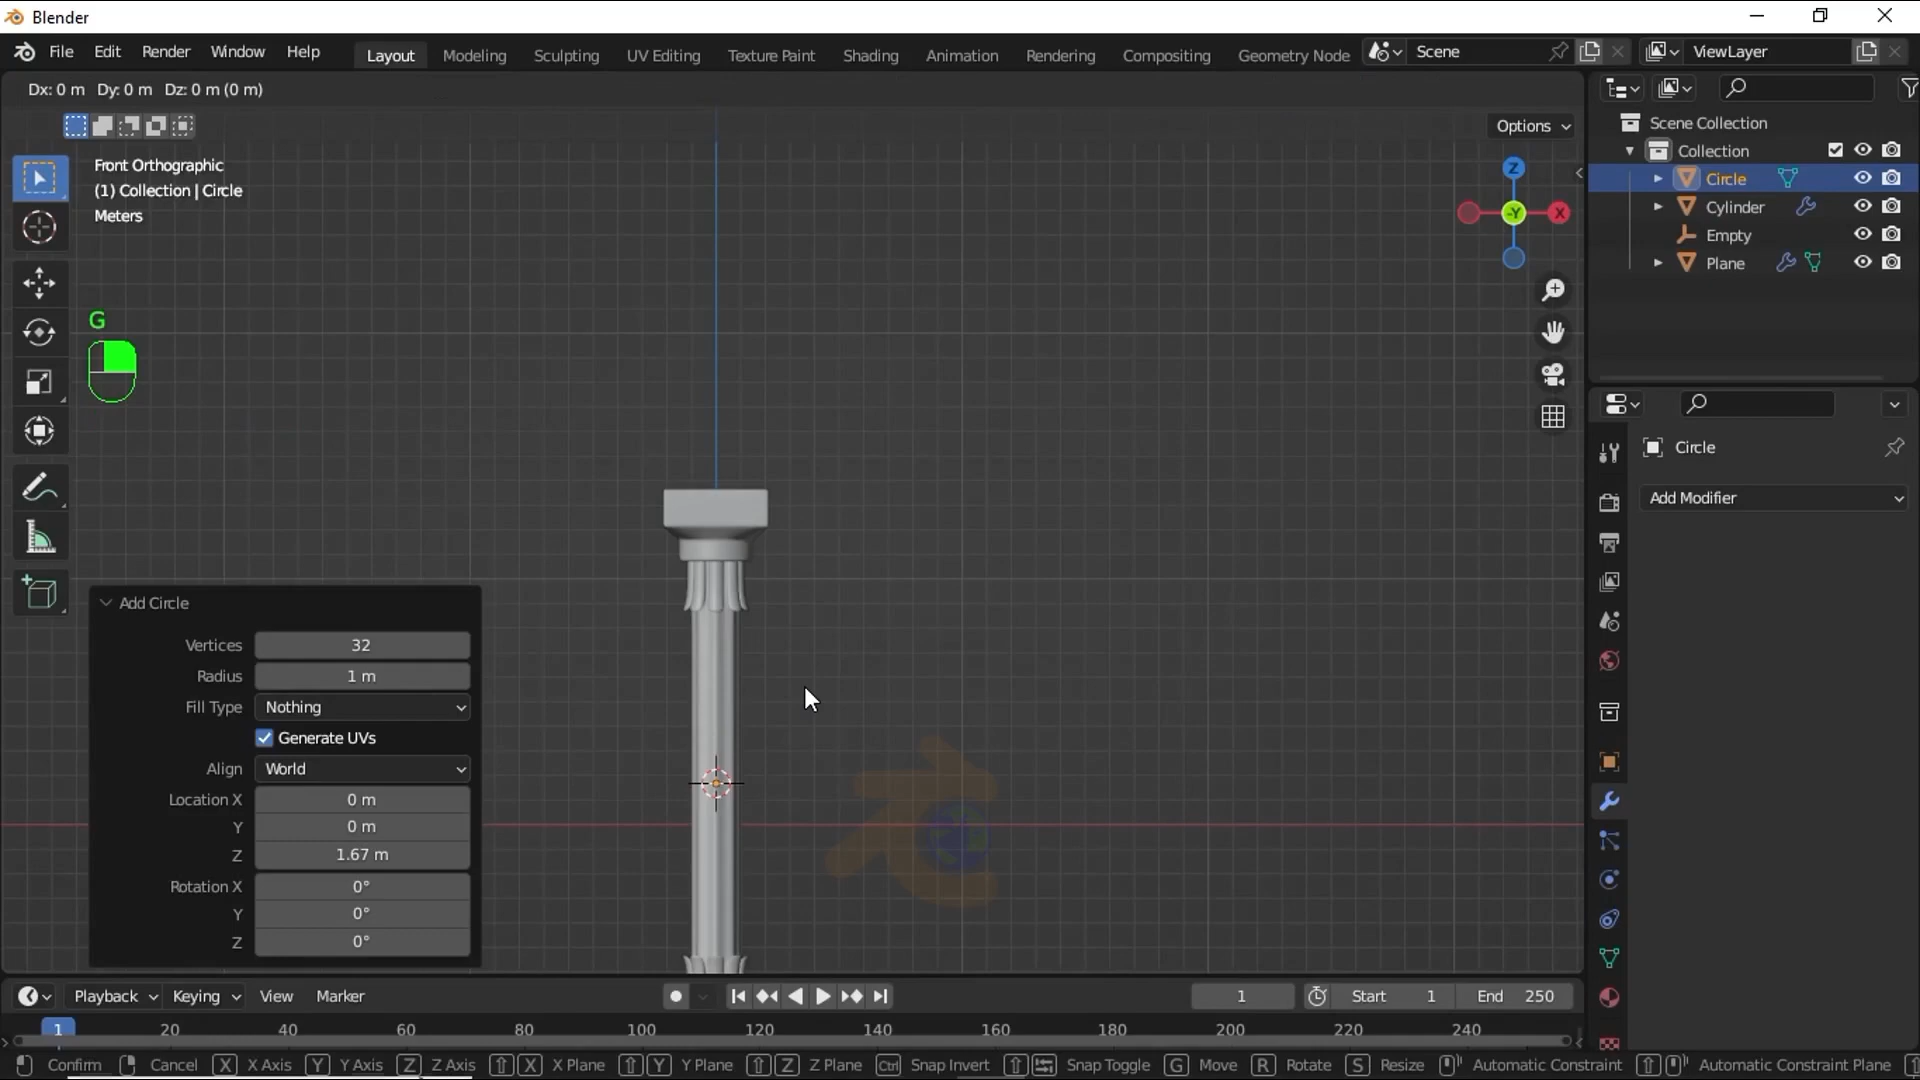 Blender
File Edit Render Window Help Layout Modeling Sculpting UV Editing Texture Paint Shading Animation Rendering Compositing Geometry Node Scene ViewLayer
Dx: 0 m Dy: 0 m Dz: 0 m (0 m)
Options
Front Orthographic
(1) Collection | Circle
Meters
Z
-Y
X
G
Scene Collection
Collection
Circle
Cylinder
Empty
Plane
Circle
Add Modifier
Add Circle
Vertices 32
Radius 1 m
Fill Type Nothing
Generate UVs
Align World
Location X 0 m
Y 0 m
Z 1.67 m
Rotation X 0°
Y 0°
Z 0°
Playback Keying View Marker 1 Start 1 End 250
1 20 40 60 80 100 120 140 160 180 200 220 240
Confirm Cancel X X Axis Y Y Axis Z Z Axis X X Plane Y Y Plane Z Z Plane Ctrl Snap Invert Snap Toggle G Move R Rotate S Resize Automatic Constraint Automatic Constraint Plane